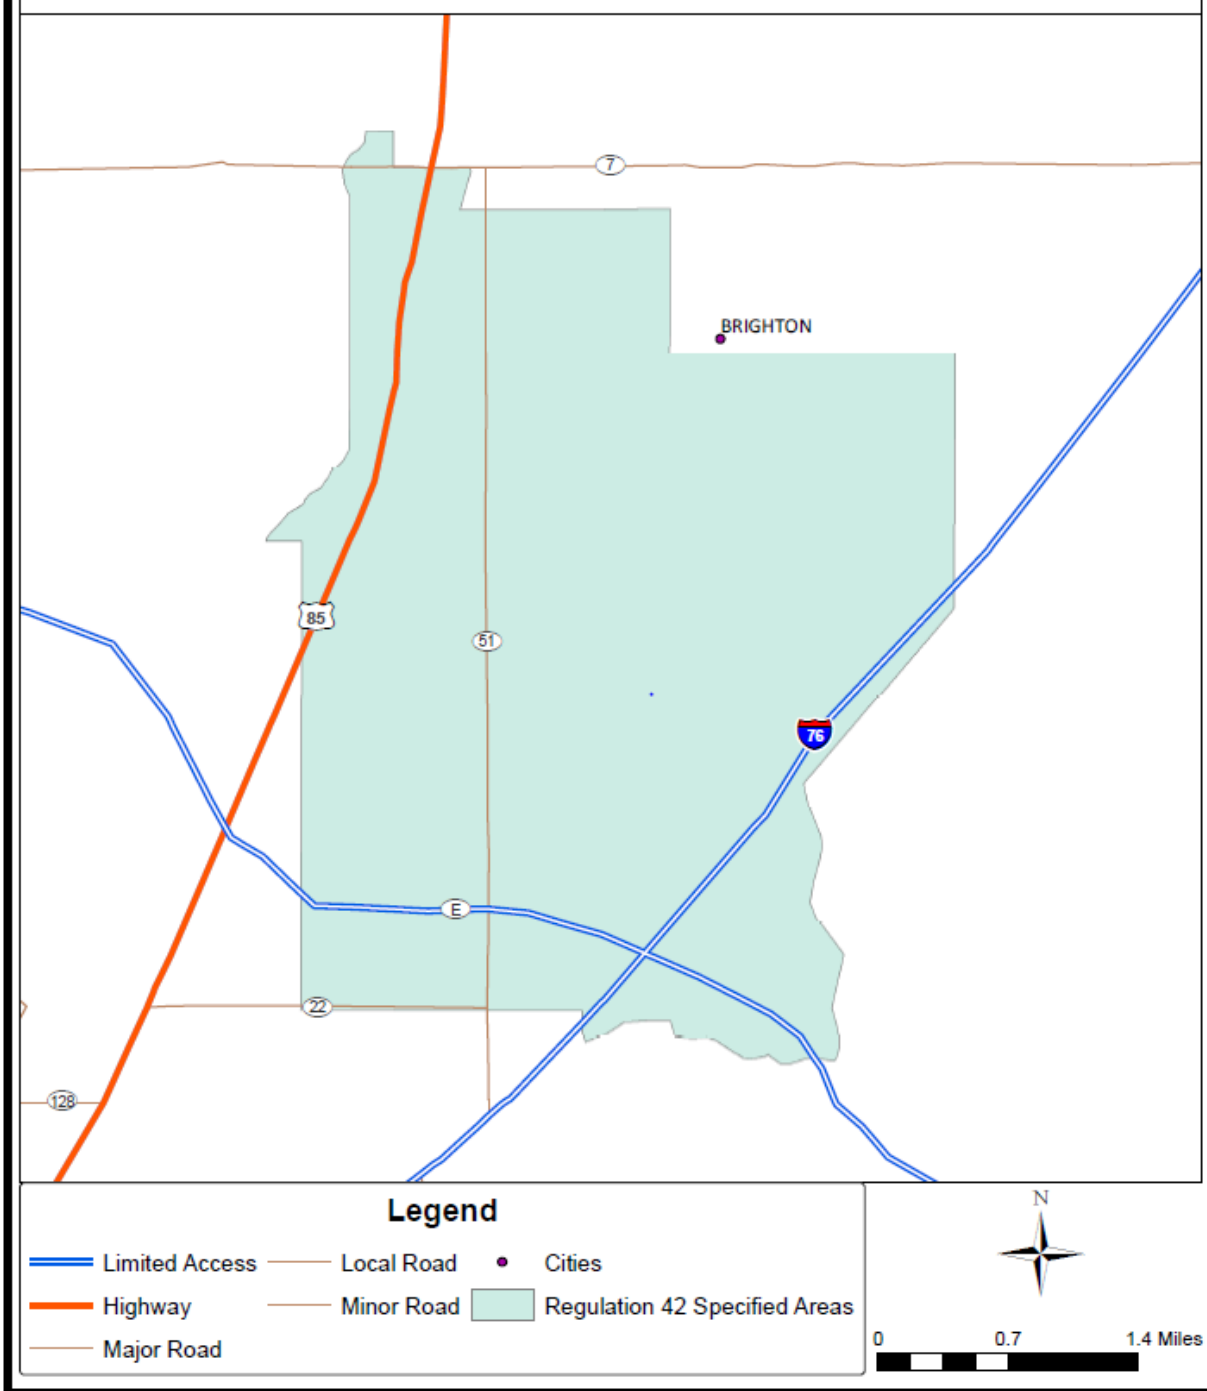 7
BRIGHTON
85
51
76
E
22
128
Legend
N
Limited Access
Local Road
Cities
Highway
Minor Road
Regulation 42 Specified Areas
Major Road
0 0.7 1.4 Miles